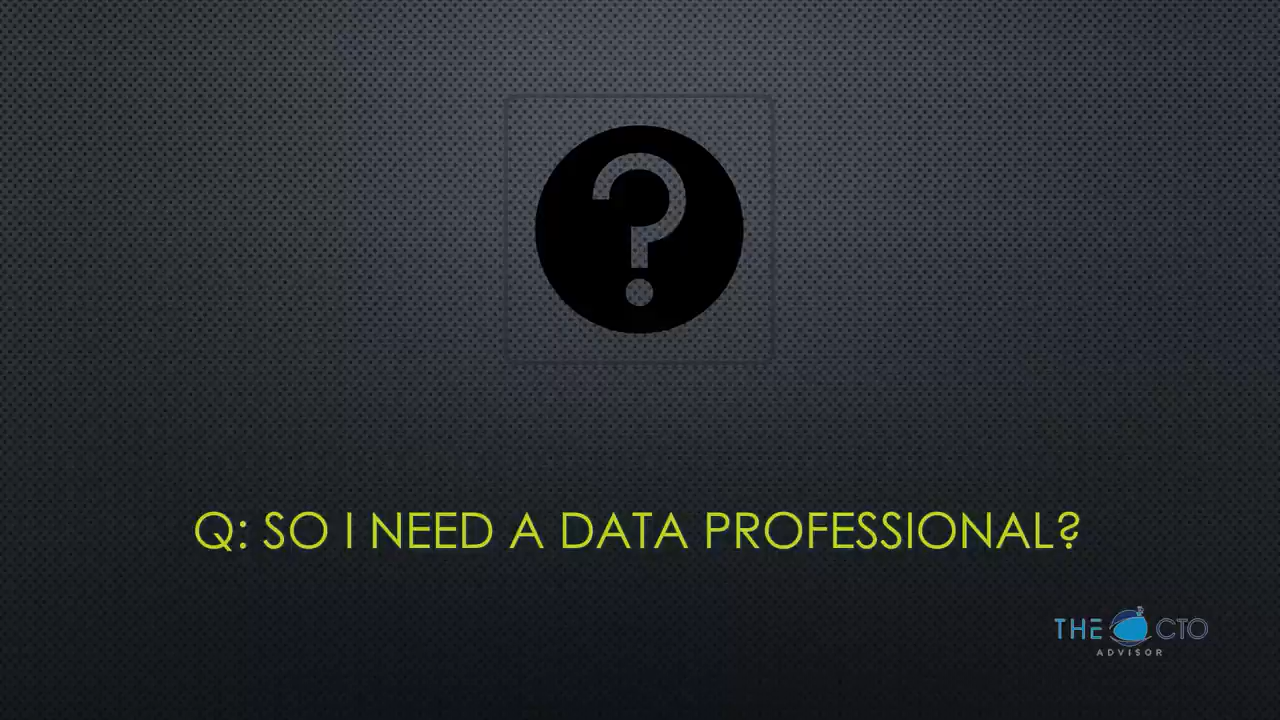 ?
Q: SO I NEED A DATA PROFESSIONAL?
THE CTO
ADVISOR